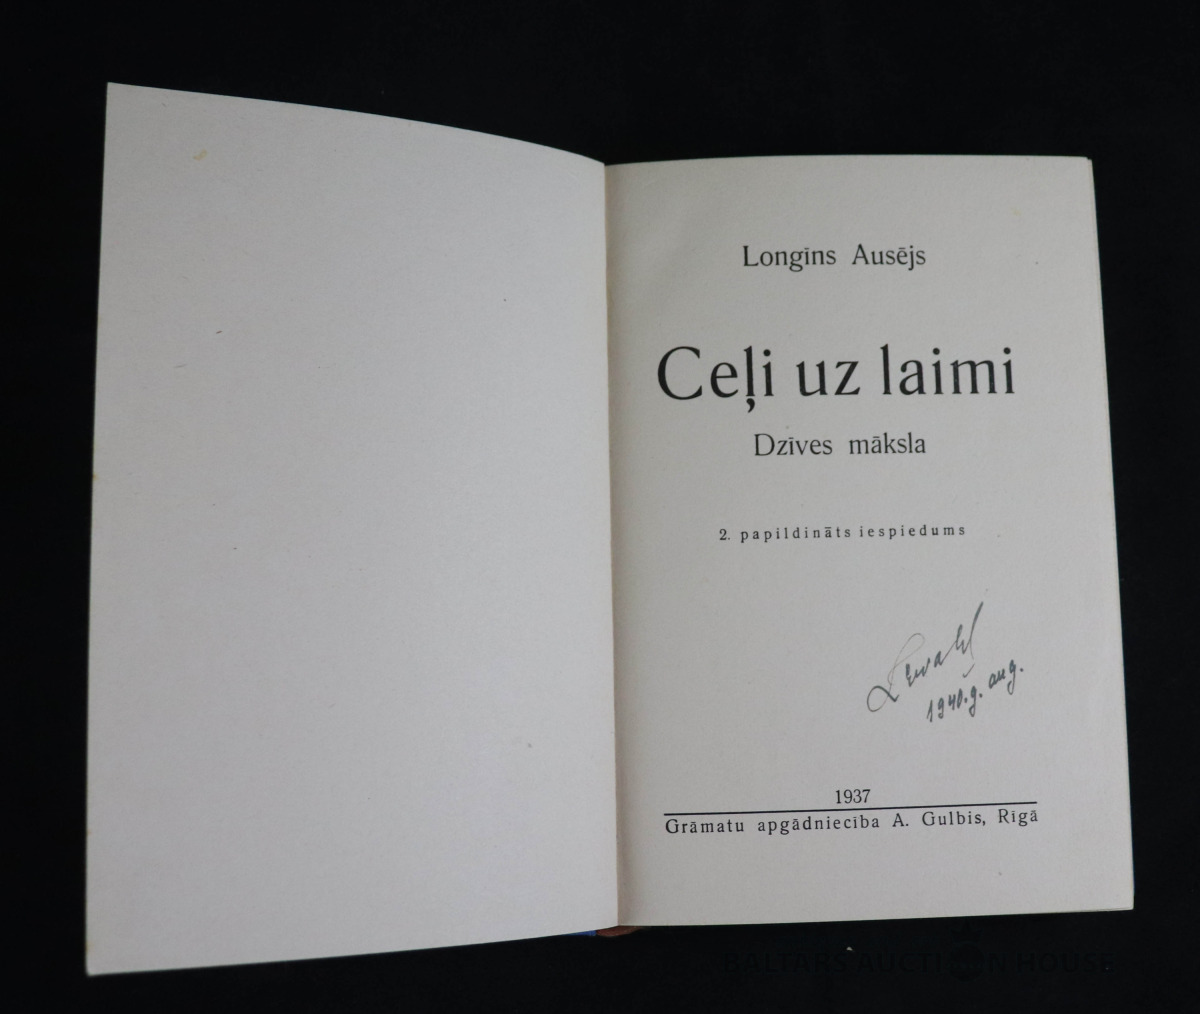 Longīns Ausējs
Ceļi uz laimi
Dzīves māksla
2. papildināts iespiedums
1940.g. aug.
1937
Grāmatu apgādniecība A. Gulbis, Rīgā
BALTARS AUCTION HOUSE